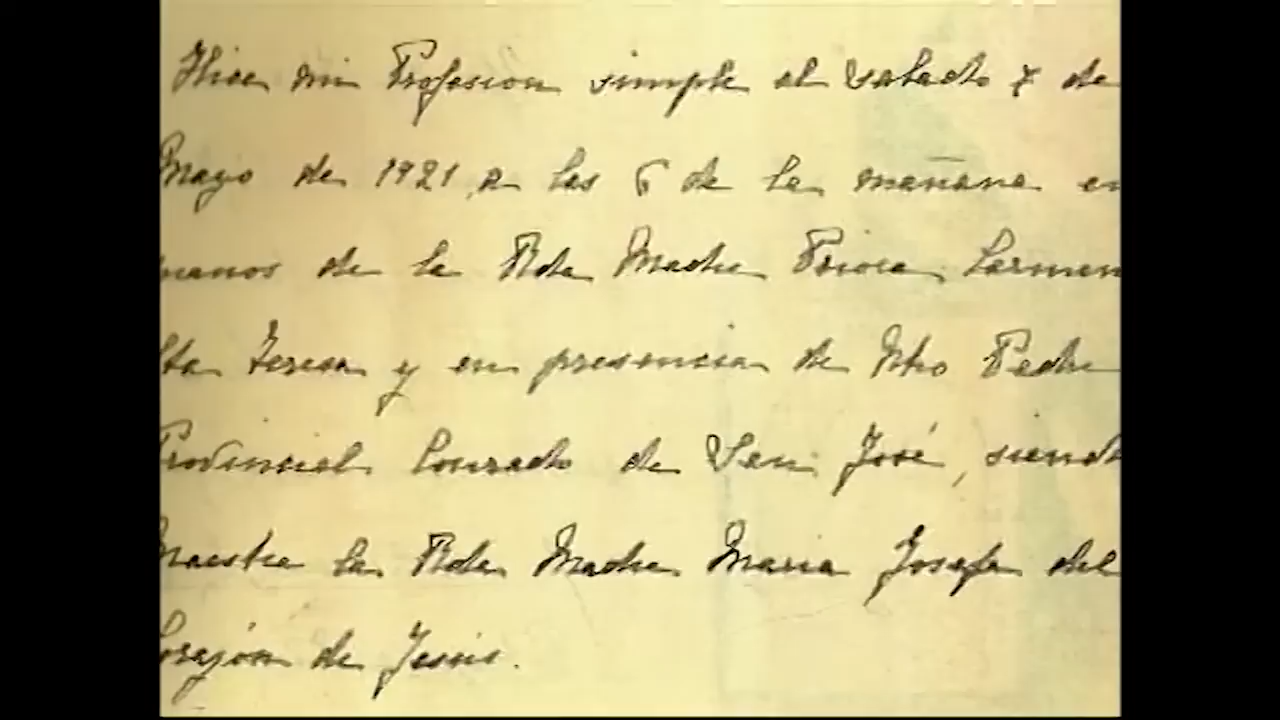 Hice mi Profesion simple el sabado 7 de
Mayo de 1921 a las 6 de la mañana en
manos de la Rda Madre Priora Carmen
Sta Teresa y en presencia de Ntro Padre
Provincial Conrado de San José, siendo
Maestra la Rda Madre Maria Josefa del
Corazón de Jesús.